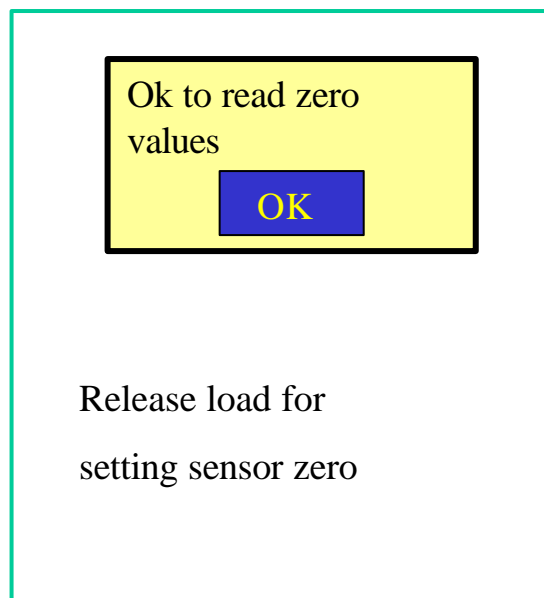 Ok to read zero
values
OK
Release load for
setting sensor zero